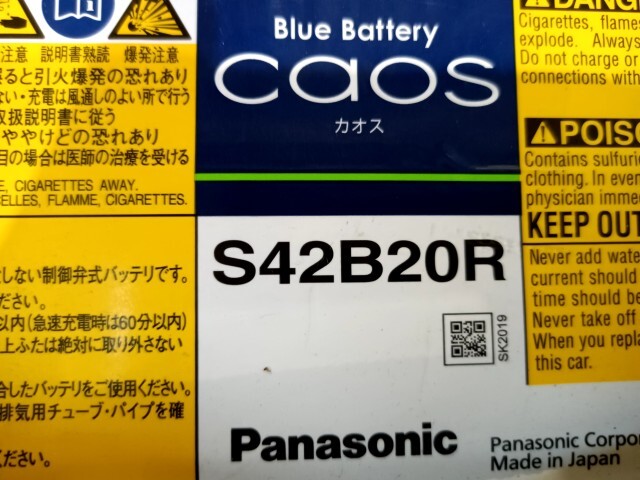 注意 説明書熟読 爆発注意
ると引火爆発の恐れあり
ない・充電は風通しのよい所で行う
取扱説明書に従う
ややけどの恐れあり
目の場合は医師の治療を受ける
CIGARETTES AWAY.
FLAMME, CIGARETTES.
しない制御弁式バッテリです。
ださい。
以内(急速充電時は60分以内)
上ふたは絶対に取り外さない
合したバッテリをご使用ください。
排気用チューブ・パイプを確
ください。
Blue Battery
caos
カオス
S42B20R
SK2019
Panasonic
Panasonic Corpor
Made in Japan
DANG
Cigarettes, flames
explode. Always
Do not charge or
connections with
POISO
Contains sulfuri
clothing. In even
physician imme
KEEP OUT
Never add wate
current should
time should be
Never take off
When you repla
this car.